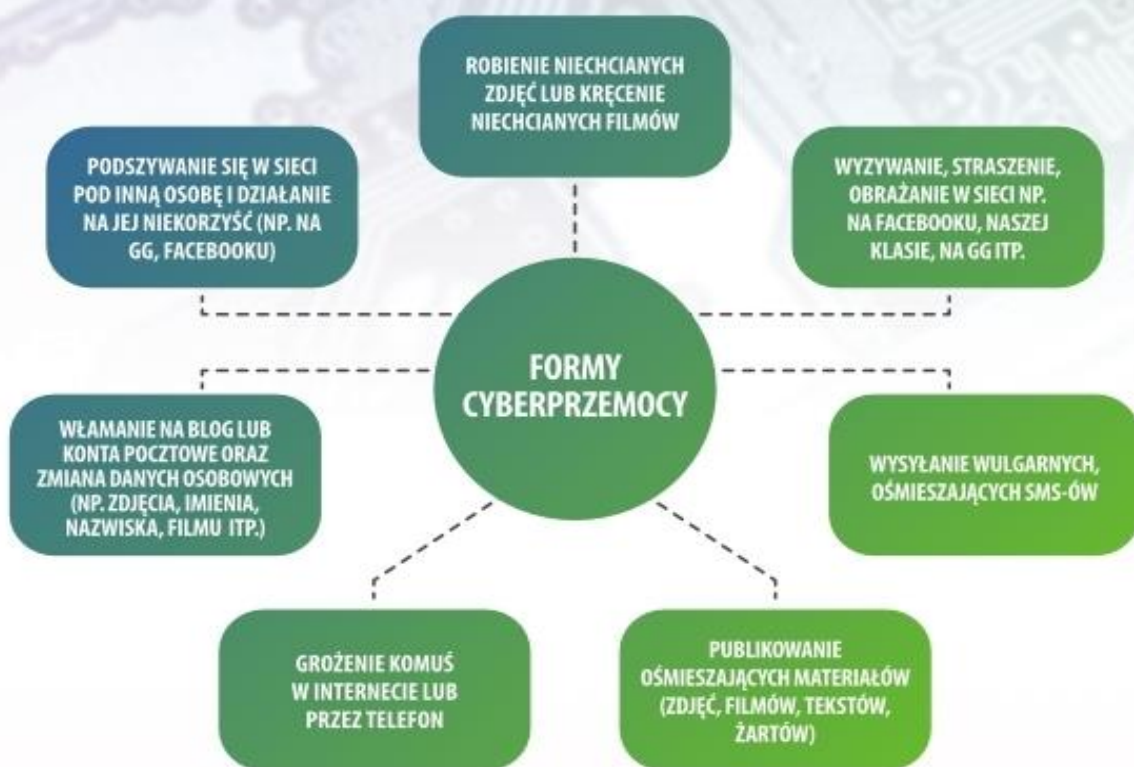 ROBIENIE NIECHCIANYCH
ZDJĘĆ LUB KRĘCENIE
NIECHCIANYCH FILMÓW
PODSZYWANIE SIĘ W SIECI
POD INNĄ OSOBĘ I DZIAŁANIE
NA JEJ NIEKORZYŚĆ (NP. NA
GG, FACEBOOKU)
WYZYWANIE, STRASZENIE,
OBRAŻANIE W SIECI NP.
NA FACEBOOKU, NASZEJ
KLASIE, NA GG ITP.
FORMY
CYBERPRZEMOCY
WŁAMANIE NA BLOG LUB
KONTA POCZTOWE ORAZ
ZMIANA DANYCH OSOBOWYCH
(NP. ZDJĘCIA, IMIENIA,
NAZWISKA, FILMU ITP.)
WYSYŁANIE WULGARNYCH,
OŚMIESZAJĄCYCH SMS-ÓW
GROŻENIE KOMUŚ
W INTERNECIE LUB
PRZEZ TELEFON
PUBLIKOWANIE
OŚMIESZAJĄCYCH MATERIAŁÓW
(ZDJĘĆ, FILMÓW, TEKSTÓW,
ŻARTÓW)